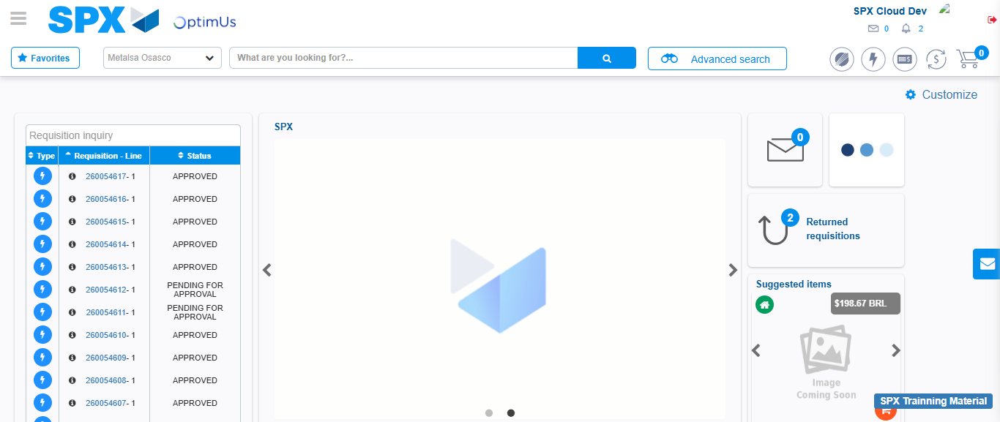 SPX OptimUs
SPX Cloud Dev
0 2
Favorites
Metalsa Osasco
What are you looking for?...
Advanced search
$
0
Customize
Requisition inquiry
Type Requisition - Line Status
260054617- 1 APPROVED
260054616- 1 APPROVED
260054615- 1 APPROVED
260054614- 1 APPROVED
260054613- 1 APPROVED
260054612- 1 PENDING FOR
APPROVAL
260054611- 1 PENDING FOR
APPROVAL
260054610- 1 APPROVED
260054609- 1 APPROVED
260054608- 1 APPROVED
260054607- 1 APPROVED
SPX
0
2
Returned
requisitions
Suggested items
$198.67 BRL
Image
Coming Soon
SPX Trainning Material